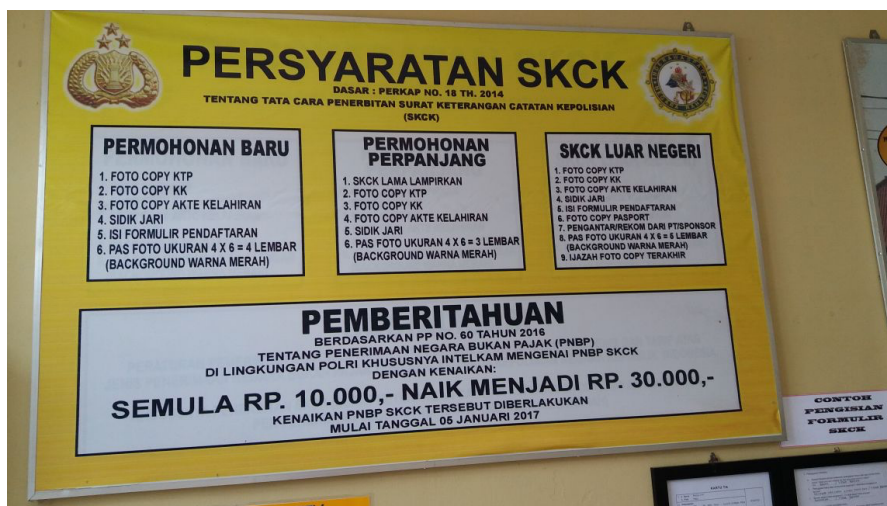 PERSYARATAN SKCK
DASAR : PERKAP NO. 18 TH. 2014
TENTANG TATA CARA PENERBITAN SURAT KETERANGAN CATATAN KEPOLISIAN
(SKCK)
PERMOHONAN BARU
1. FOTO COPY KTP
2. FOTO COPY KK
3. FOTO COPY AKTE KELAHIRAN
4. SIDIK JARI
5. ISI FORMULIR PENDAFTARAN
6. PAS FOTO UKURAN 4 X 6 = 4 LEMBAR
(BACKGROUND WARNA MERAH)
PERMOHONAN
PERPANJANG
1. SKCK LAMA LAMPIRKAN
2. FOTO COPY KTP
3. FOTO COPY KK
4. FOTO COPY AKTE KELAHIRAN
5. SIDIK JARI
6. PAS FOTO UKURAN 4 X 6 = 3 LEMBAR
(BACKGROUND WARNA MERAH)
SKCK LUAR NEGERI
1. FOTO COPY KTP
2. FOTO COPY KK
3. FOTO COPY AKTE KELAHIRAN
4. SIDIK JARI
5. ISI FORMULIR PENDAFTARAN
6. FOTO COPY PASPORT
7. PENGANTAR/REKOM DARI PT/SPONSOR
8. PAS FOTO UKURAN 4 X 6 = 5 LEMBAR
(BACKGROUND WARNA MERAH)
9. IJAZAH FOTO COPY TERAKHIR
PEMBERITAHUAN
BERDASARKAN PP NO. 60 TAHUN 2016
TENTANG PENERIMAAN NEGARA BUKAN PAJAK (PNBP)
DI LINGKUNGAN POLRI KHUSUSNYA INTELKAM MENGENAI PNBP SKCK
DENGAN KENAIKAN:
SEMULA RP. 10.000,- NAIK MENJADI RP. 30.000,-
KENAIKAN PNBP SKCK TERSEBUT DIBERLAKUKAN
MULAI TANGGAL 05 JANUARI 2017
CONTOH
PENGISIAN
FORMULIR
SKCK